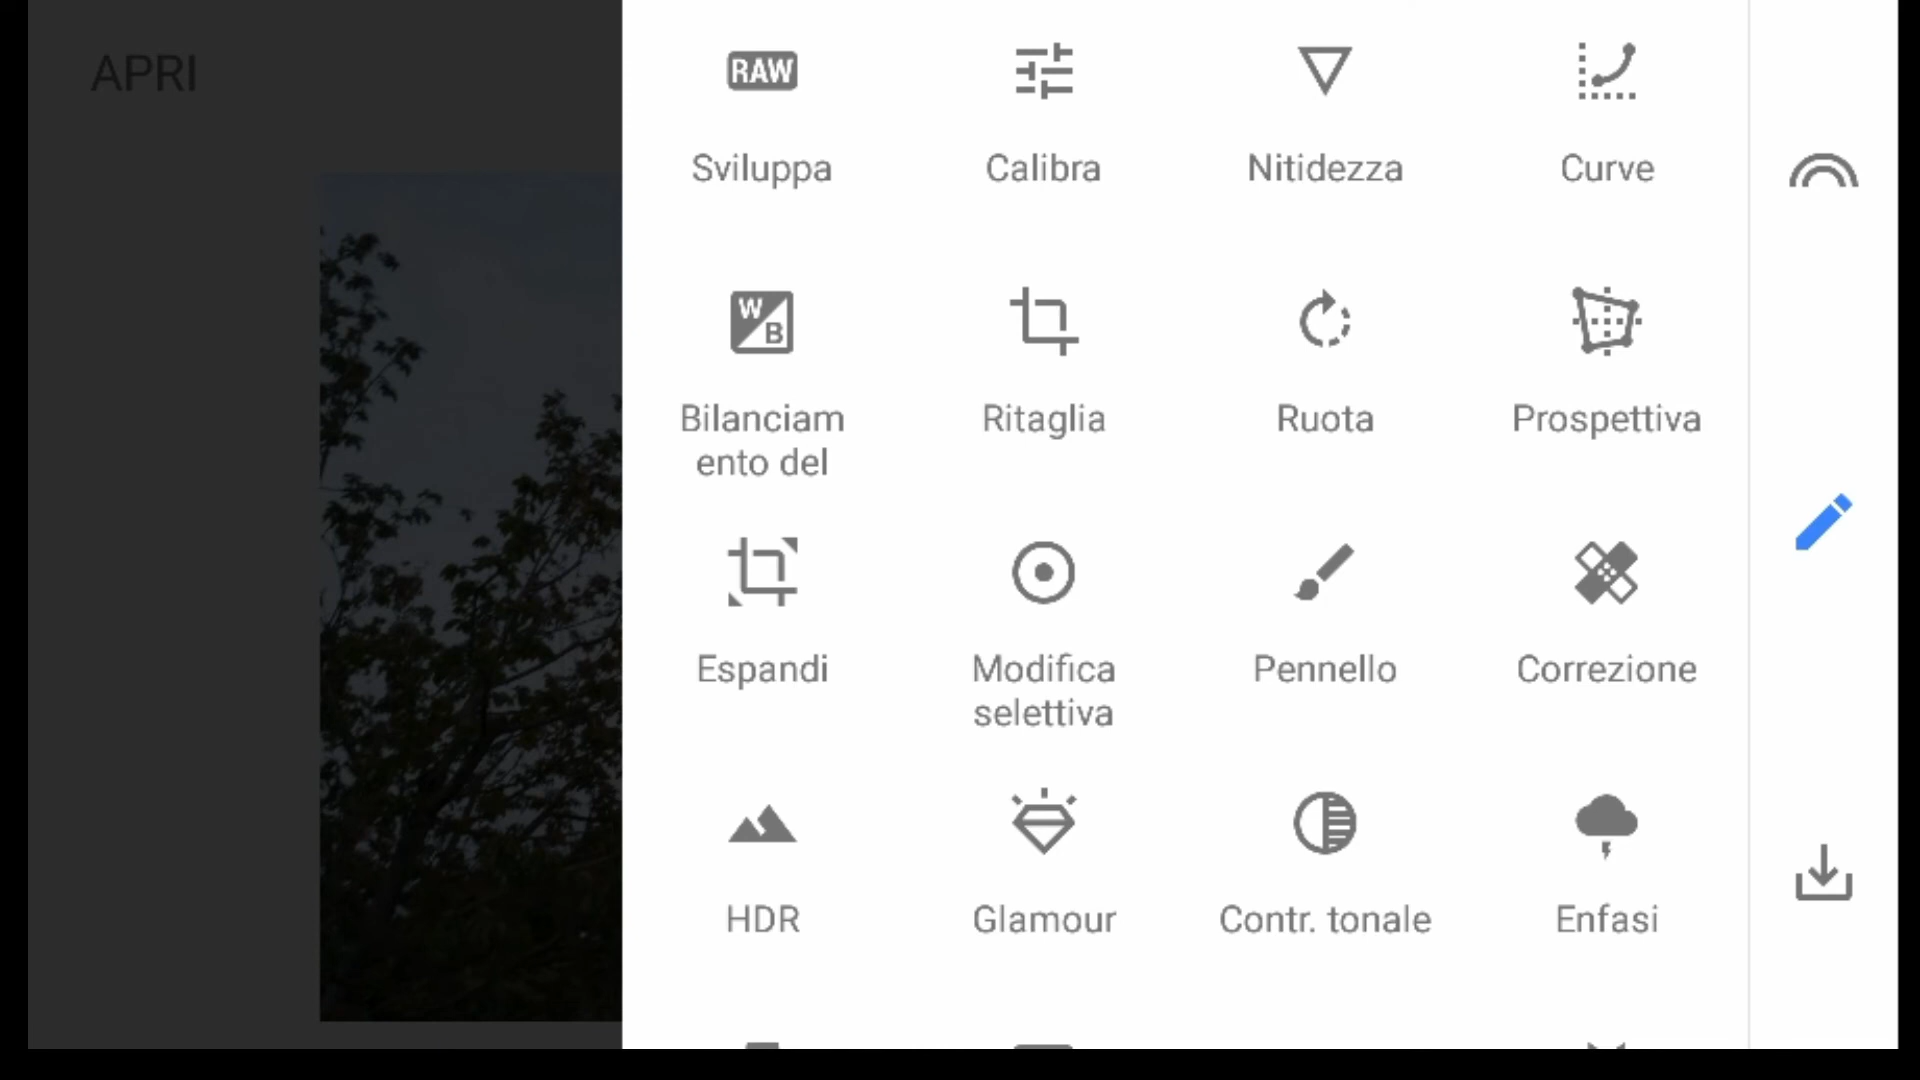 APRI
RAW
Sviluppa
Calibra
Nitidezza
Curve
W
B
Bilanciam
ento del
Ritaglia
Ruota
Prospettiva
Espandi
Modifica
selettiva
Pennello
Correzione
HDR
Glamour
Contr. tonale
Enfasi